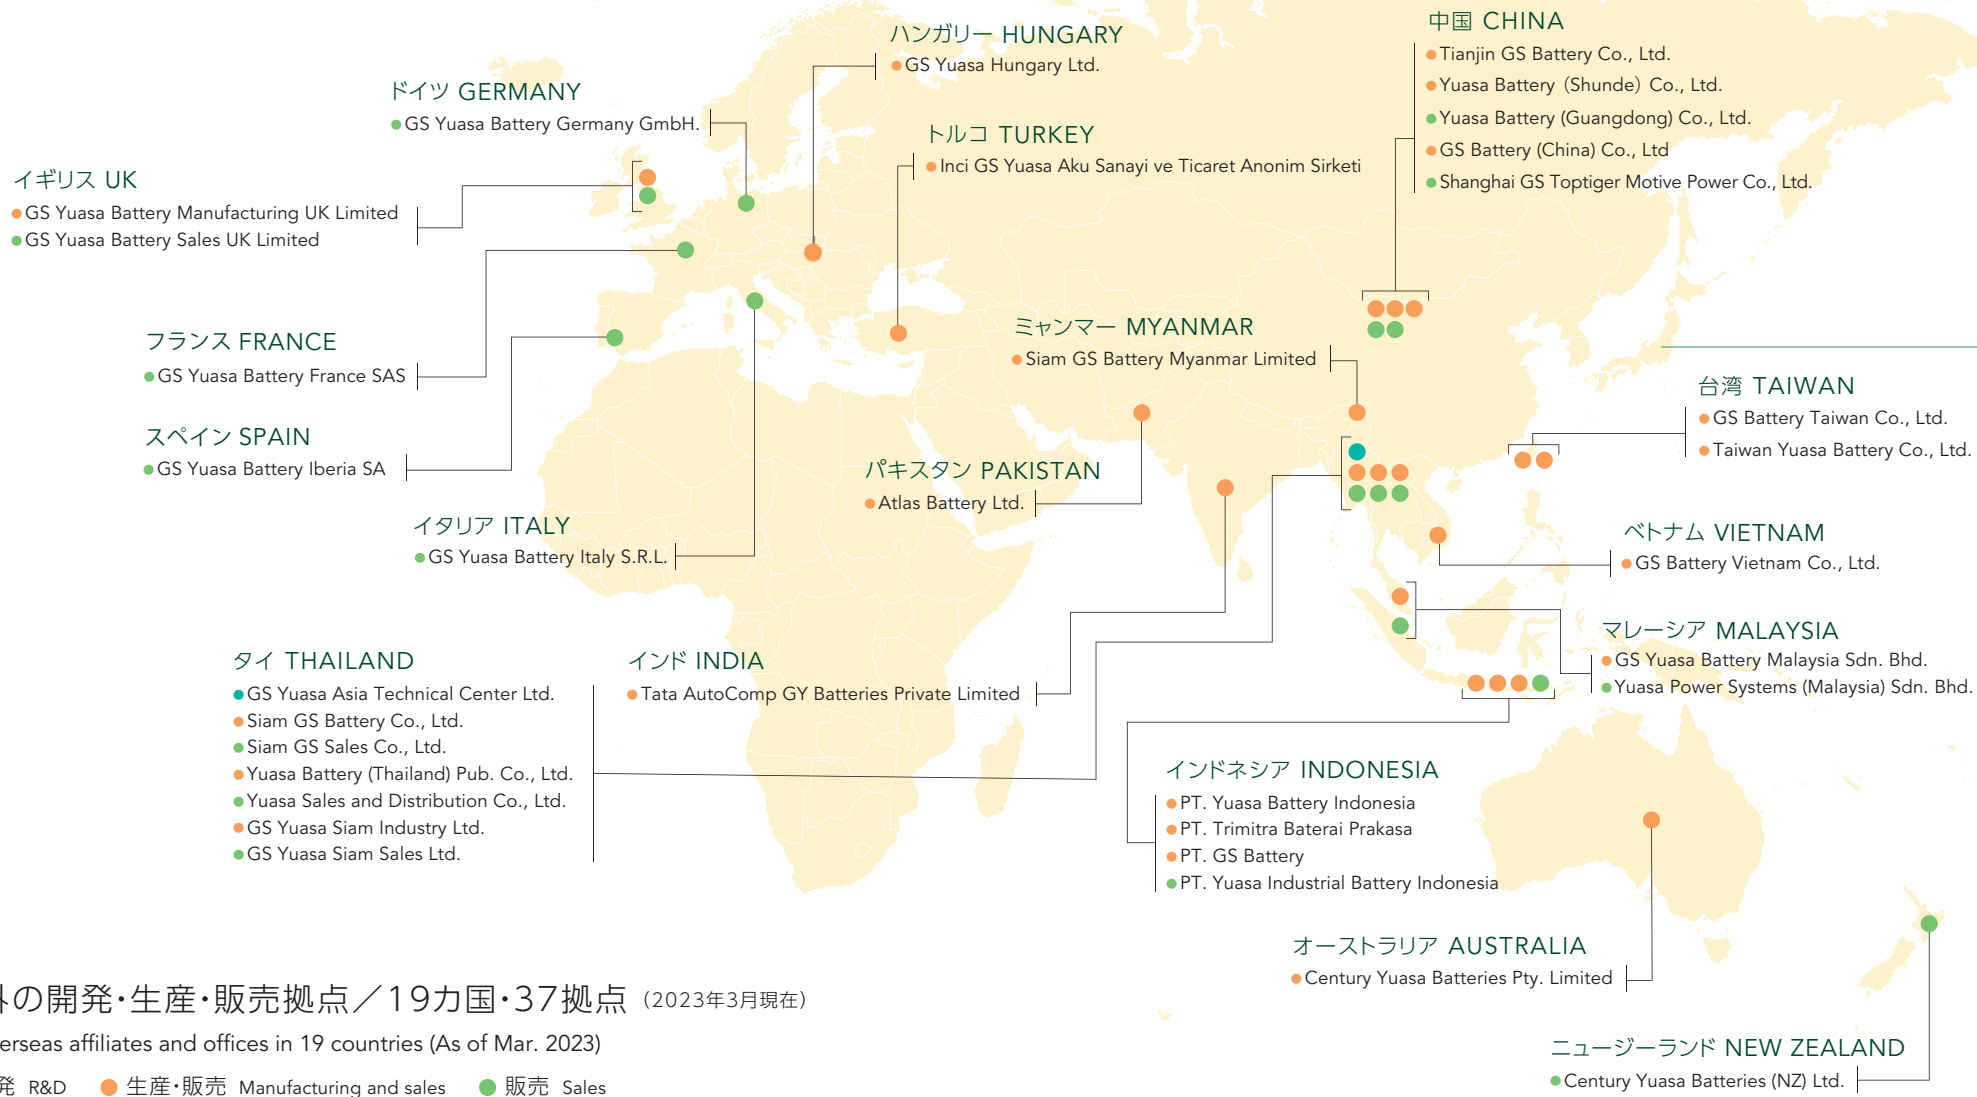 ハンガリー HUNGARY
GS Yuasa Hungary Ltd.
中国 CHINA
Tianjin GS Battery Co., Ltd.
Yuasa Battery (Shunde) Co., Ltd.
Yuasa Battery (Guangdong) Co., Ltd.
GS Battery (China) Co., Ltd
Shanghai GS Toptiger Motive Power Co., Ltd.
ドイツ GERMANY
GS Yuasa Battery Germany GmbH.
トルコ TURKEY
Inci GS Yuasa Aku Sanayi ve Ticaret Anonim Sirketi
イギリス UK
GS Yuasa Battery Manufacturing UK Limited
GS Yuasa Battery Sales UK Limited
フランス FRANCE
GS Yuasa Battery France SAS
ミャンマー MYANMAR
Siam GS Battery Myanmar Limited
台湾 TAIWAN
GS Battery Taiwan Co., Ltd.
Taiwan Yuasa Battery Co., Ltd.
スペイン SPAIN
GS Yuasa Battery Iberia SA
パキスタン PAKISTAN
Atlas Battery Ltd.
イタリア ITALY
GS Yuasa Battery Italy S.R.L.
ベトナム VIETNAM
GS Battery Vietnam Co., Ltd.
マレーシア MALAYSIA
GS Yuasa Battery Malaysia Sdn. Bhd.
Yuasa Power Systems (Malaysia) Sdn. Bhd.
タイ THAILAND
GS Yuasa Asia Technical Center Ltd.
Siam GS Battery Co., Ltd.
Siam GS Sales Co., Ltd.
Yuasa Battery (Thailand) Pub. Co., Ltd.
Yuasa Sales and Distribution Co., Ltd.
GS Yuasa Siam Industry Ltd.
GS Yuasa Siam Sales Ltd.
インド INDIA
Tata AutoComp GY Batteries Private Limited
インドネシア INDONESIA
PT. Yuasa Battery Indonesia
PT. Trimitra Baterai Prakasa
PT. GS Battery
PT. Yuasa Industrial Battery Indonesia
オーストラリア AUSTRALIA
Century Yuasa Batteries Pty. Limited
ニュージーランド NEW ZEALAND
Century Yuasa Batteries (NZ) Ltd.
外の開発・生産・販売拠点／19カ国・37拠点 （2023年3月現在）
erseas affiliates and offices in 19 countries (As of Mar. 2023)
発 R&D 生産・販売 Manufacturing and sales 販売 Sales